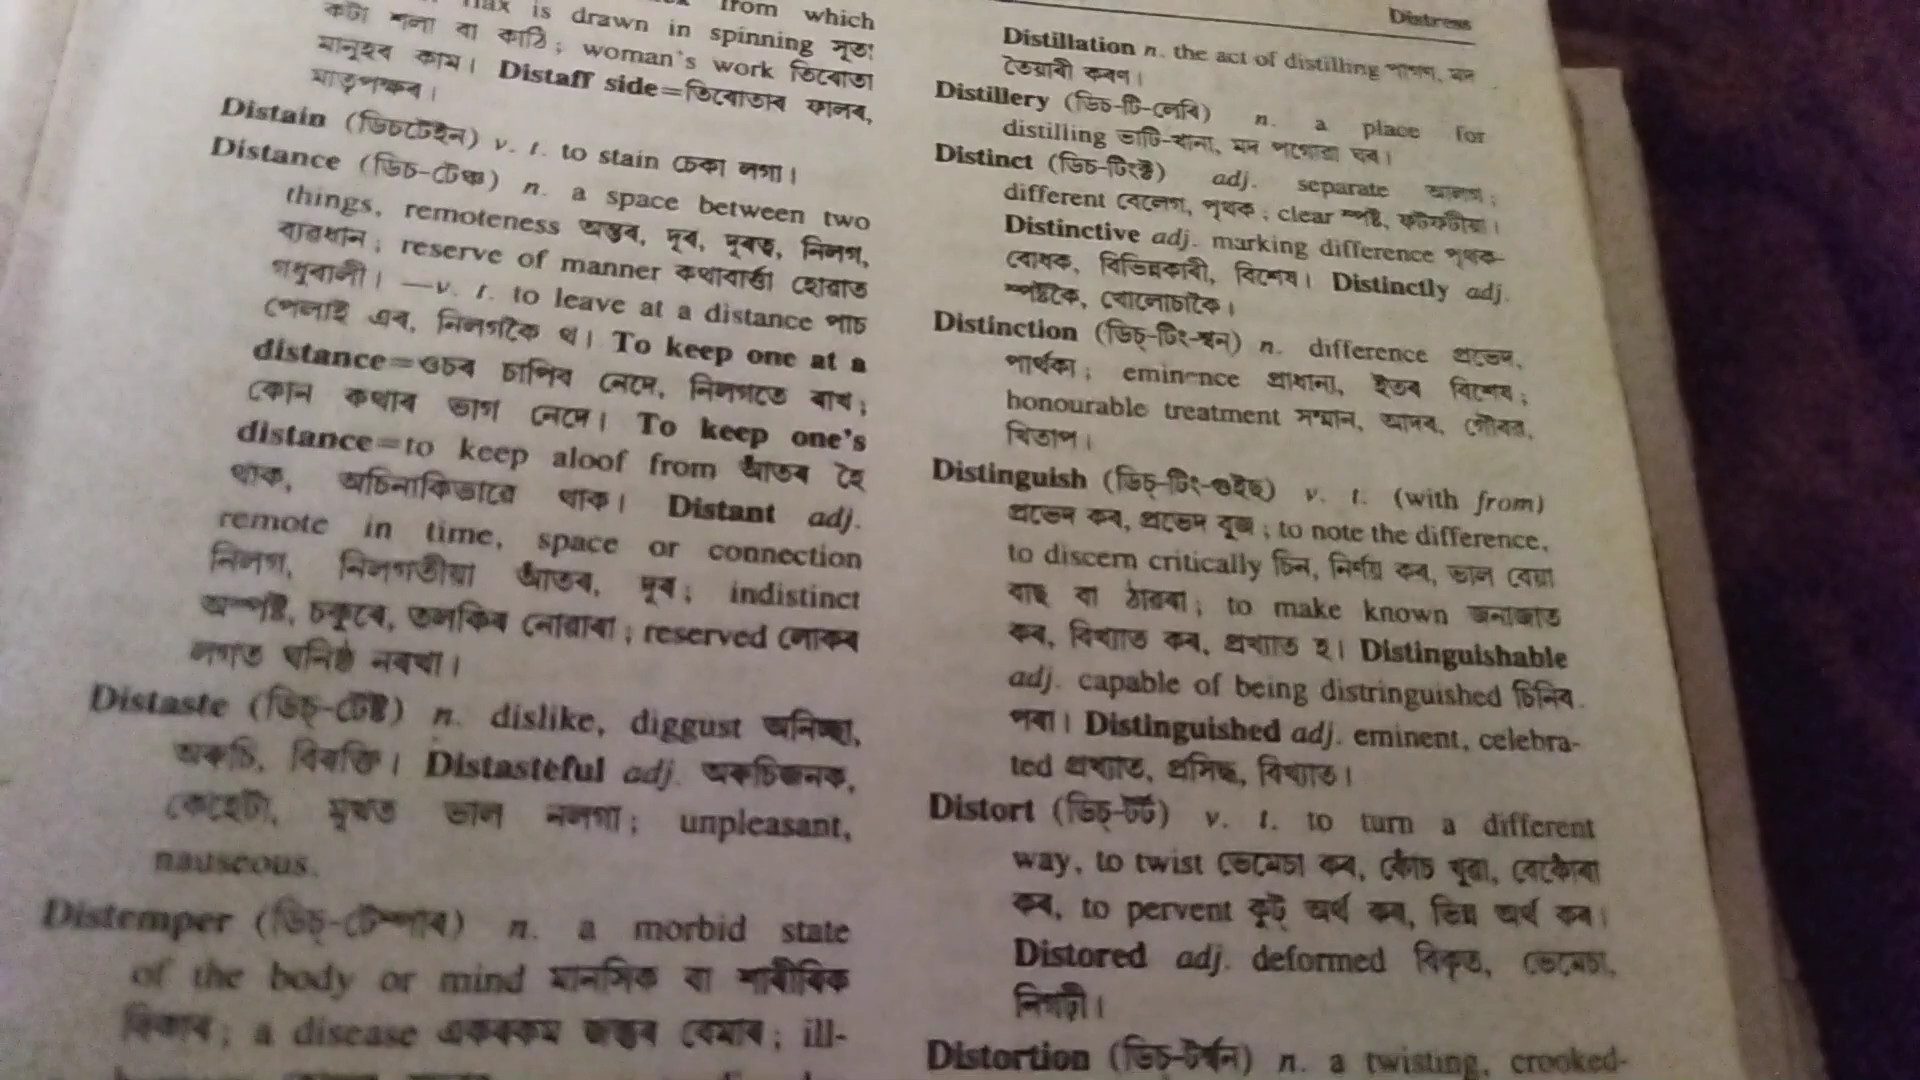 from which
flax is drawn in spinning সূতা
কটা শলা বা কাঠি; woman's work তিৰোতা
মানুহৰ কাম। Distaff side=তিৰোতাৰ ফালৰ,
মাতৃপক্ষৰ।
Distain (ডিচটেইন) v. t. to stain চেকা লগা।
Distance (ডিচ-টেঞ্চ) n. a space between two
things, remoteness অন্তৰ, দূৰ, দূৰত্ব, নিলগ,
ব্যৱধান; reserve of manner কথাবাৰ্ত্তা হোৱাত
গধুৰালী। —v. t. to leave at a distance পাচ
পেলাই এৰ, নিলগকৈ থ। To keep one at a
distance=ওচৰ চাপিব নেদে, নিলগতে ৰাখ;
কোন কথাৰ ভাগ নেদে। To keep one's
distance=to keep aloof from আঁতৰ হৈ
থাক, অচিনাকিভাৱে থাক। Distant adj.
remote in time, space or connection
নিলগ, নিলগতীয়া আঁতৰ, দূৰ; indistinct
অস্পষ্ট, চকুৰে, তলকিব নোৱাৰা; reserved লোকৰ
লগত ঘনিষ্ঠ নৰখা।
Distaste (ডিচ্-টেষ্ট) n. dislike, diggust অনিচ্ছা,
অৰুচি, বিৰক্তি। Distasteful adj. অৰুচিজনক,
কেহেটা, মুখত ভাল নলগা; unpleasant,
nauseous.
Distemper (ডিচ্-টেম্পাৰ) n. a morbid state
of the body or mind মানসিক বা শাৰীৰিক
বিকাৰ; a disease একৰকম জন্তুৰ বেমাৰ; ill-
Distress
Distillation n. the act of distilling পাগন, মদ
তৈয়াৰী কৰণ।
Distillery (ডিচ-টি-লেৰি) n. a place for
distilling ভাটি-খানা, মদ পগোৱা ঘৰ।
Distinct (ডিচ-টিংক্ট) adj. separate আলগ;
different বেলেগ, পৃথক; clear স্পষ্ট, ফটফটীয়া।
Distinctive adj. marking difference পৃথক-
বোধক, বিভিন্নকাৰী, বিশেষ। Distinctly adj.
স্পষ্টকৈ, খোলোচাকৈ।
Distinction (ডিচ্-টিং-শ্বন্) n. difference প্ৰভেদ,
পাৰ্থক্য; eminence প্ৰাধান্য, ইতৰ বিশেষ;
honourable treatment সম্মান, আদৰ, গৌৰৱ,
খিতাপ।
Distinguish (ডিচ্-টিং-গুইছ) v. t. (with from)
প্ৰভেদ কৰ, প্ৰভেদ বুজ; to note the difference,
to discern critically চিন, নিৰ্ণয় কৰ, ভাল বেয়া
বাছ বা ঠাৱৰা; to make known জনাজাত
কৰ, বিখ্যাত কৰ, প্ৰখ্যাত হ। Distinguishable
adj. capable of being distringuished চিনিব
পৰা। Distinguished adj. eminent, celebra-
ted প্ৰখ্যাত, প্ৰসিদ্ধ, বিখ্যাত।
Distort (ডিচ্-টৰ্ট) v. t. to turn a different
way, to twist ভেমেচা কৰ, কোঁচ খুৱা, বেকোঁৰা
কৰ, to pervent কূট অৰ্থ কৰ, ভিন্ন অৰ্থ কৰ।
Distored adj. deformed বিকৃত, ভেমেচা,
Distortion (ডিচ-টৰ্শ্বন) n. a twisting, crooked-